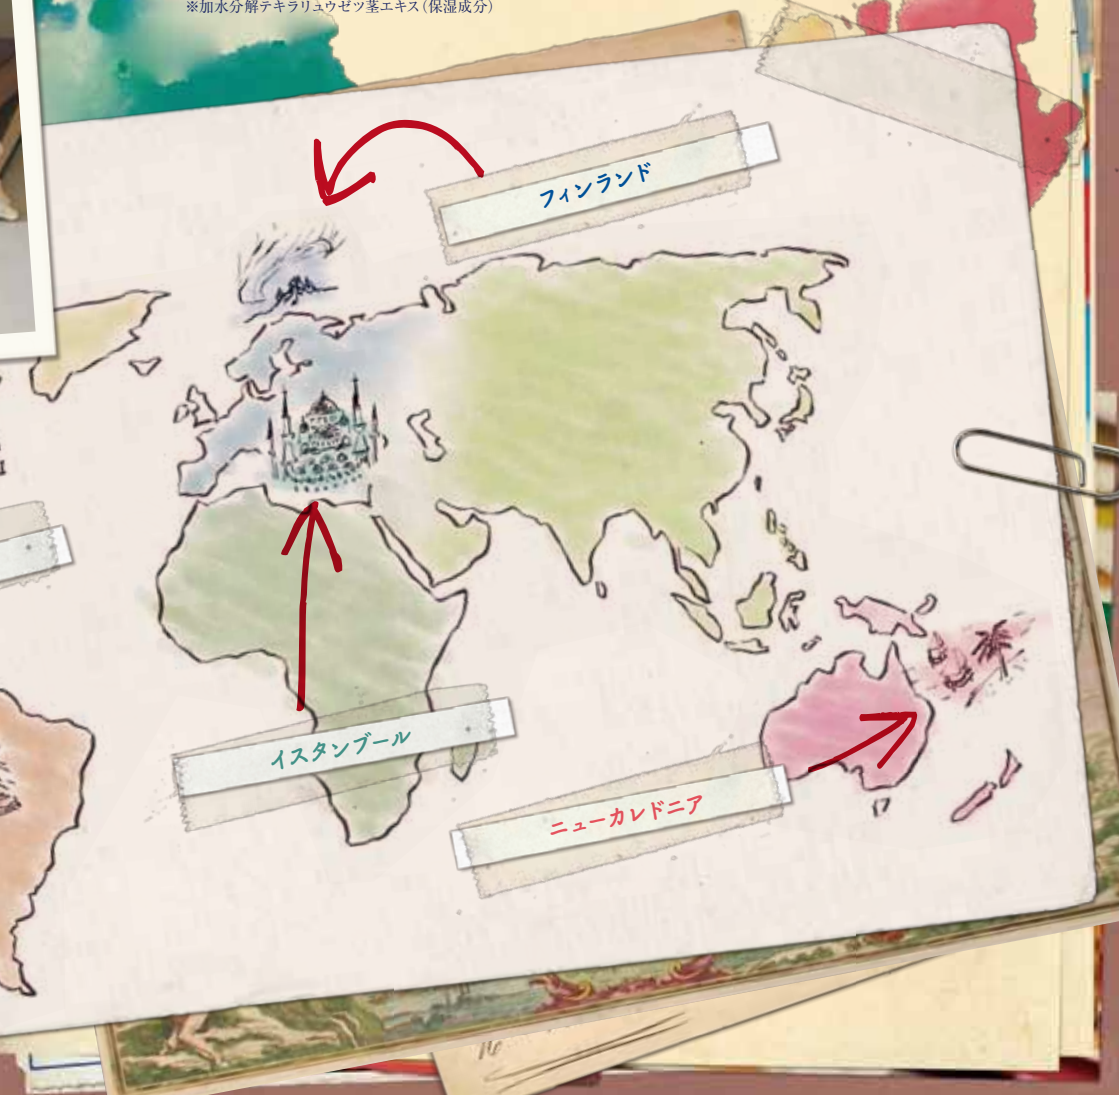 ※加水分解テキラリュウゼツ茎エキス（保湿成分）
フィンランド
イスタンブール
ニューカレドニア